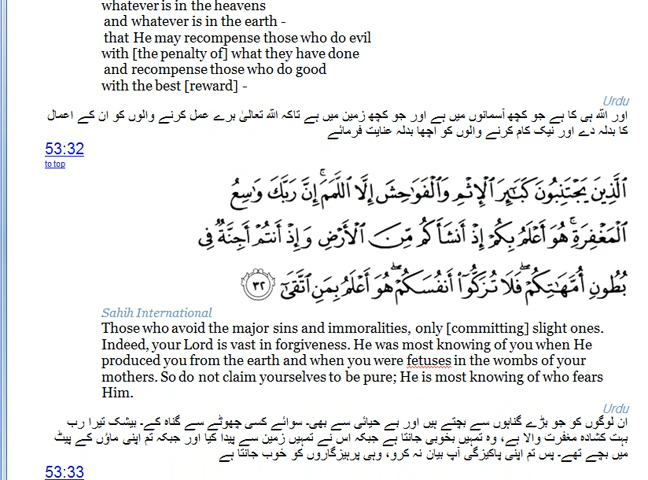 whatever is in the heavens
and whatever is in the earth -
that He may recompense those who do evil
with [the penalty of] what they have done
and recompense those who do good
with the best [reward] -
Urdu
اور اللہ ہی کا ہے جو کچھ آسمانوں میں ہے اور جو کچھ زمین میں ہے تاکہ اللہ تعالیٰ برے عمل کرنے والوں کو ان کے اعمال
کا بدلہ دے اور نیک کام کرنے والوں کو اچھا بدلہ عنایت فرمائے
53:32
to top
ٱلَّذِينَ يَجْتَنِبُونَ كَبَـٰٓئِرَ ٱلْإِثْمِ وَٱلْفَوَٰحِشَ إِلَّا ٱللَّمَمَ ۚ إِنَّ رَبَّكَ وَٰسِعُ
ٱلْمَغْفِرَةِ ۚ هُوَ أَعْلَمُ بِكُمْ إِذْ أَنشَأَكُم مِّنَ ٱلْأَرْضِ وَإِذْ أَنتُمْ أَجِنَّةٌ فِى
بُطُونِ أُمَّهَـٰتِكُمْ ۖ فَلَا تُزَكُّوٓا۟ أَنفُسَكُمْ ۖ هُوَ أَعْلَمُ بِمَنِ ٱتَّقَىٰٓ ٣٢
Sahih International
Those who avoid the major sins and immoralities, only [committing] slight ones.
Indeed, your Lord is vast in forgiveness. He was most knowing of you when He
produced you from the earth and when you were fetuses in the wombs of your
mothers. So do not claim yourselves to be pure; He is most knowing of who fears
Him.
Urdu
ان لوگوں کو جو بڑے گناہوں سے بچتے ہیں اور بے حیائی سے بھی۔ سوائے کسی چھوٹے سے گناہ کے۔ بیشک تیرا رب
بہت کشادہ مغفرت والا ہے، وہ تمہیں بخوبی جانتا ہے جبکہ اس نے تمہیں زمین سے پیدا کیا اور جبکہ تم اپنی ماؤں کے پیٹ
میں بچے تھے۔ پس تم اپنی پاکیزگی آپ بیان نہ کرو، وہی پرہیزگاروں کو خوب جانتا ہے
53:33